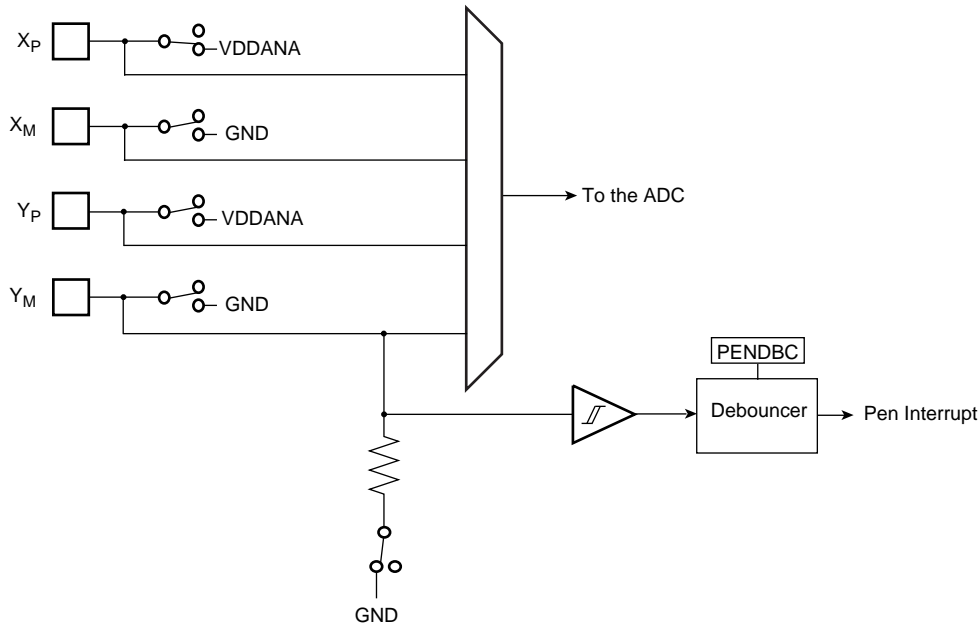 XP
VDDANA
XM
GND
To the ADC
YP
VDDANA
YM
GND
PENDBC
Debouncer
Pen Interrupt
GND